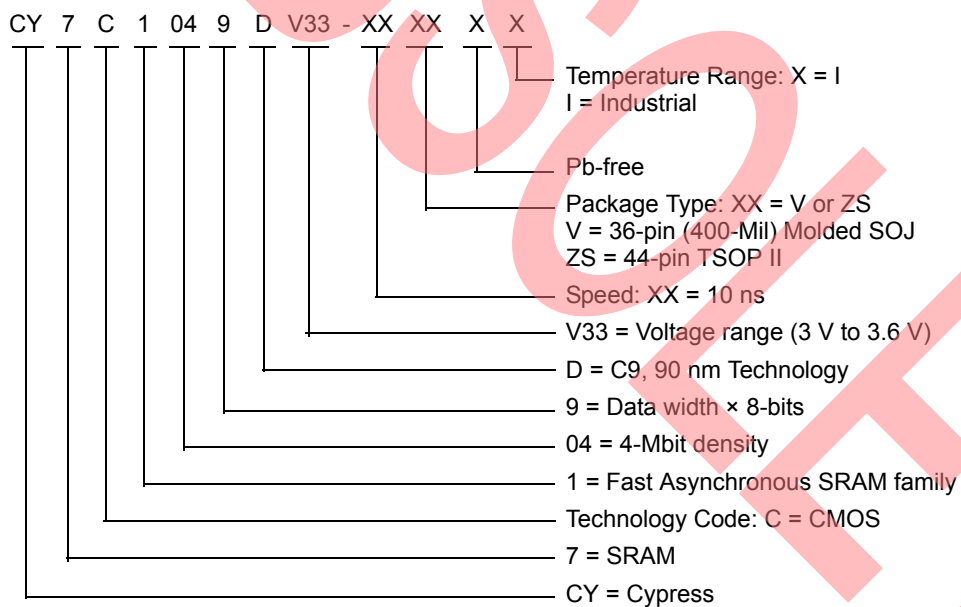 CY 7 C 1 04 9 D V33 - XX XX X X
Temperature Range: X = I
I = Industrial
Pb-free
Package Type: XX = V or ZS
V = 36-pin (400-Mil) Molded SOJ
ZS = 44-pin TSOP II
Speed: XX = 10 ns
V33 = Voltage range (3 V to 3.6 V)
D = C9, 90 nm Technology
9 = Data width × 8-bits
04 = 4-Mbit density
1 = Fast Asynchronous SRAM family
Technology Code: C = CMOS
7 = SRAM
CY = Cypress